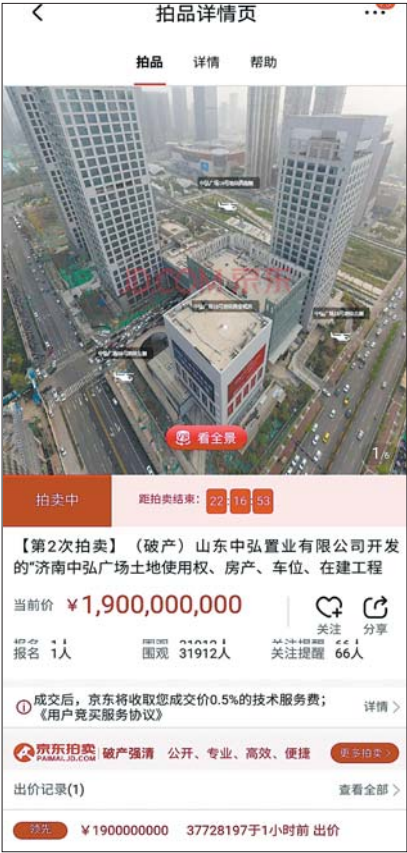 拍品详情页
拍品 详情 帮助
JD.COM 京东
看全景
1/6
拍卖中
距拍卖结束: 22:16:53
【第2次拍卖】（破产）山东中弘置业有限公司开发
的“济南中弘广场土地使用权、房产、车位、在建工程
当前价 ¥1,900,000,000
关注 分享
报名 1人 围观 31912人 关注提醒 66人
成交后，京东将收取您成交价0.5%的技术服务费；
《用户竞买服务协议》
详情 >
京东拍卖 PAIMAI.JD.COM 破产强清 公开、专业、高效、便捷 更多拍卖 >
出价记录(1) 查看全部 >
领先 ¥1900000000 37728197于1小时前 出价